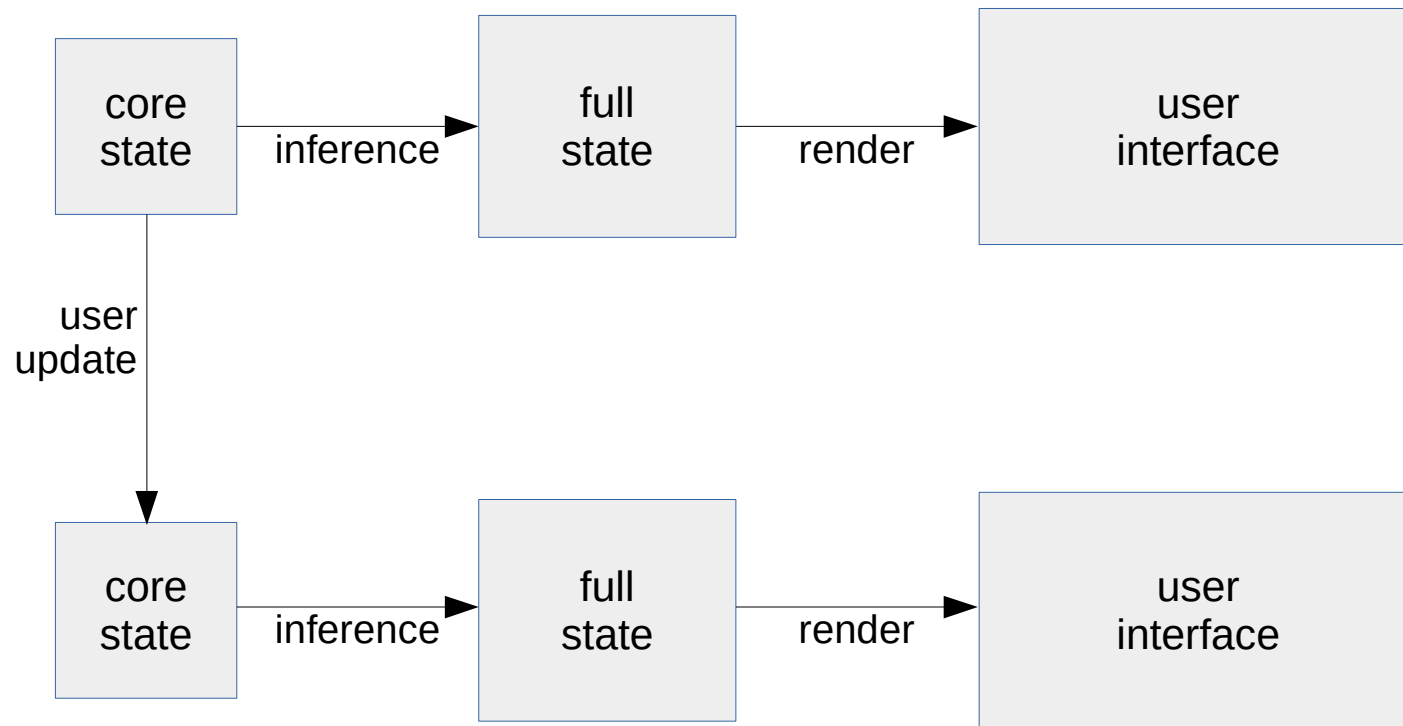 core
state
inference
full
state
render
user
interface
user
update
core
state
inference
full
state
render
user
interface